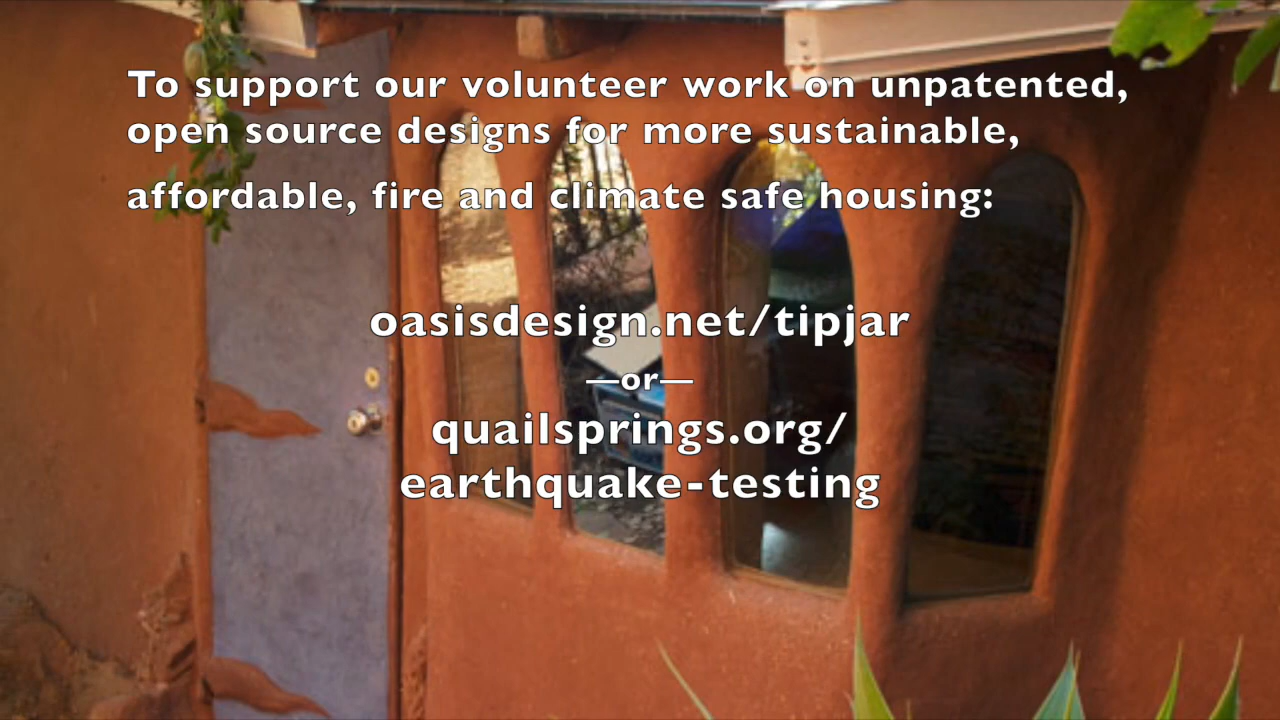 To support our volunteer work on unpatented,
open source designs for more sustainable,
affordable, fire and climate safe housing:
oasisdesign.net/tipjar
—or—
quailsprings.org/
earthquake-testing